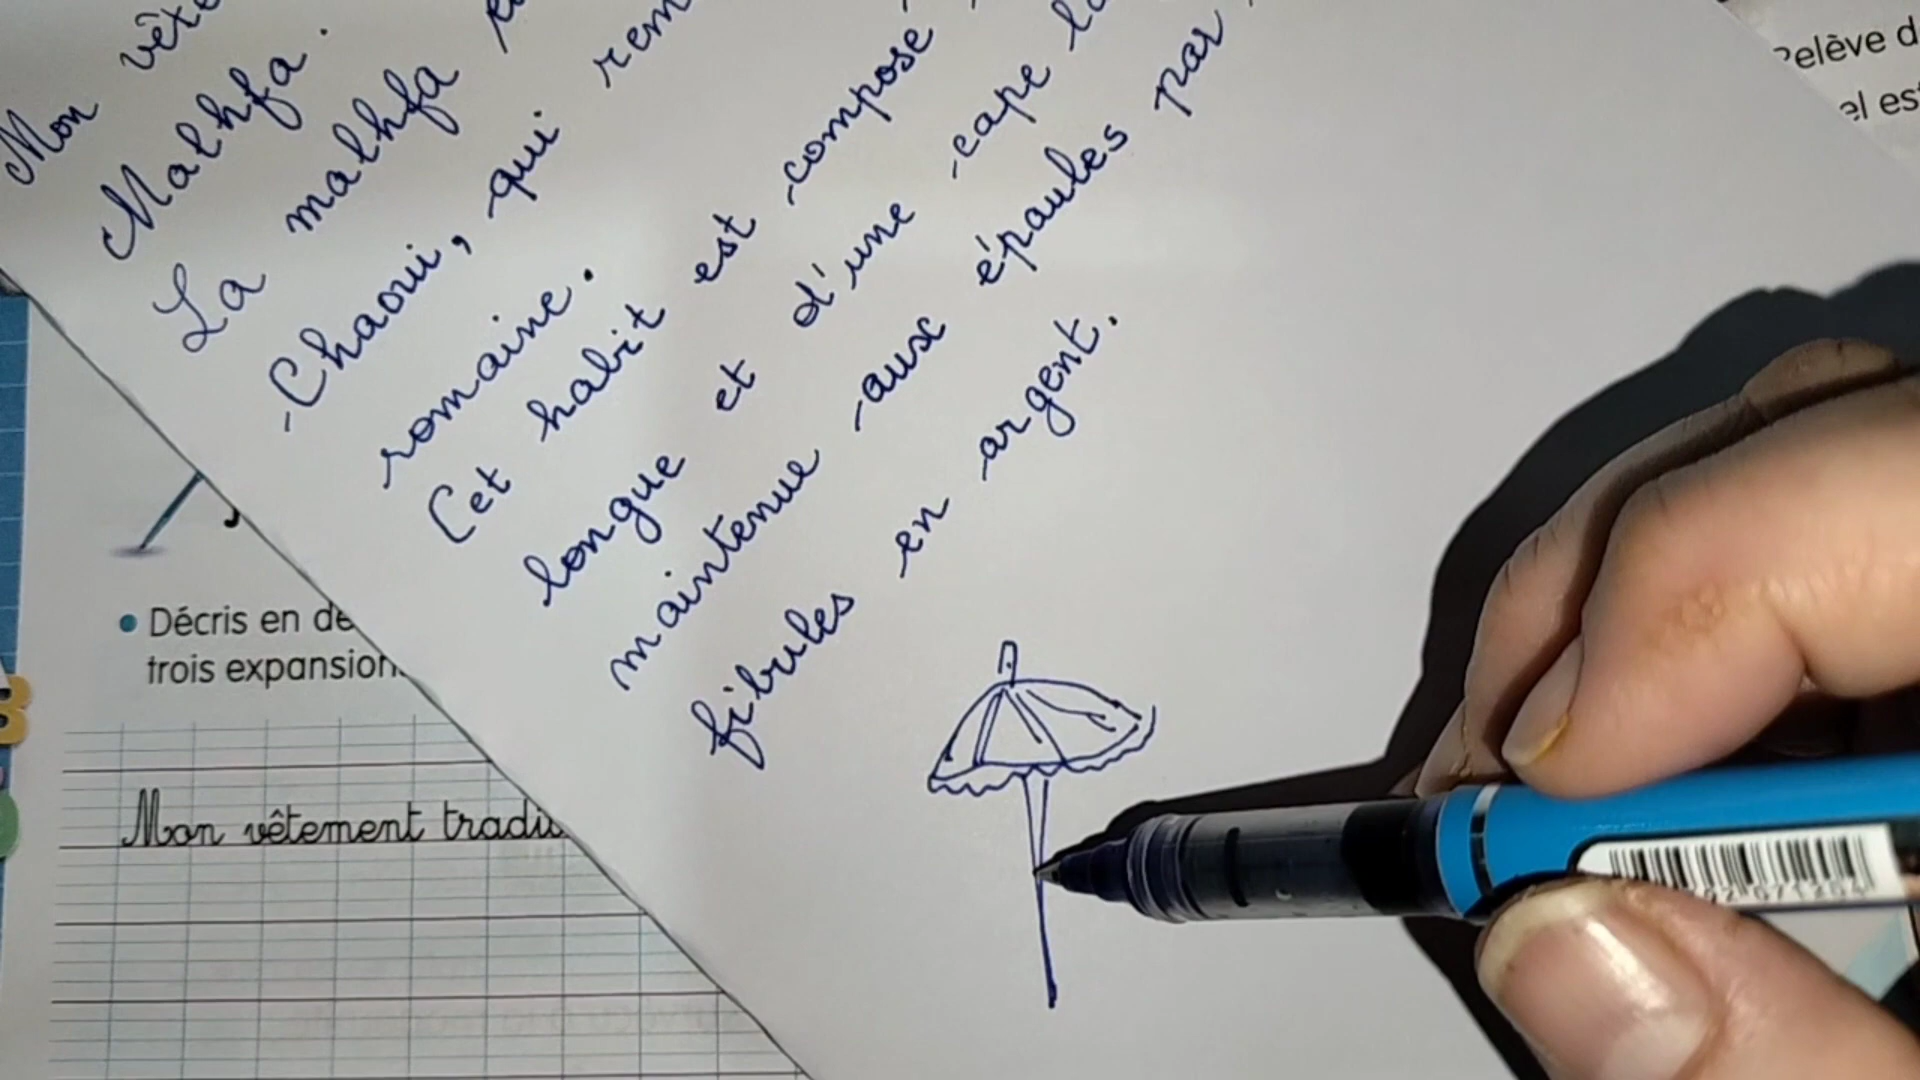 Mon vête
Malhfa.
La malhfa
Chaoui, qui rem
romaine.
Cet habit est composé
longue et d'une cape
maintenue aux épaules par
fibules en argent.
elève d
el es
• Décris en de
trois expansion
Mon vêtement tradi